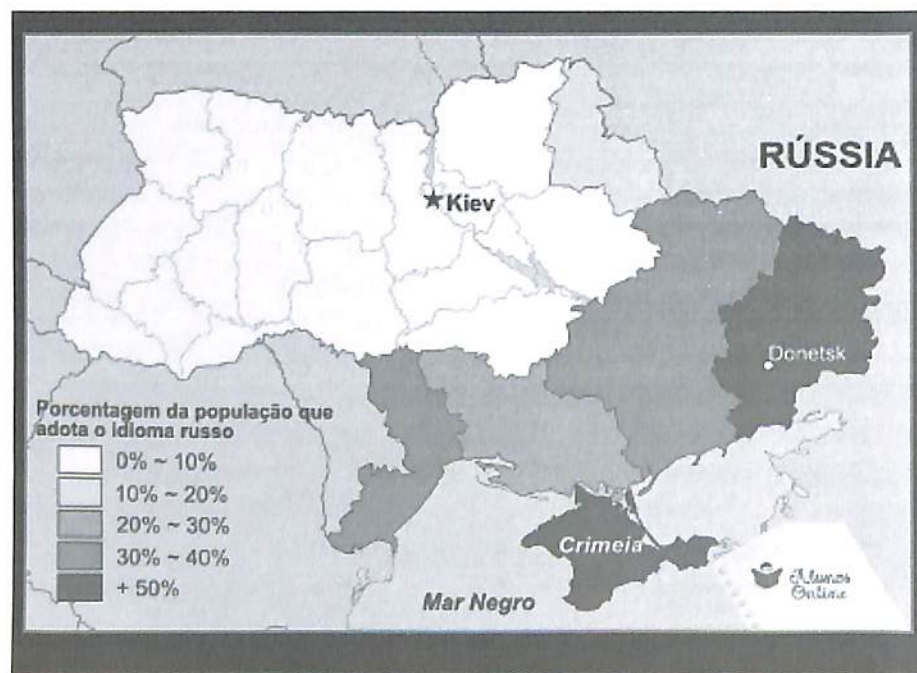 RÚSSIA
Kiev
Donetsk
Porcentagem da população que
adota o idioma russo
0% ~ 10%
10% ~ 20%
20% ~ 30%
30% ~ 40%
+ 50%
Crimeia
Mar Negro
Alunos
Online